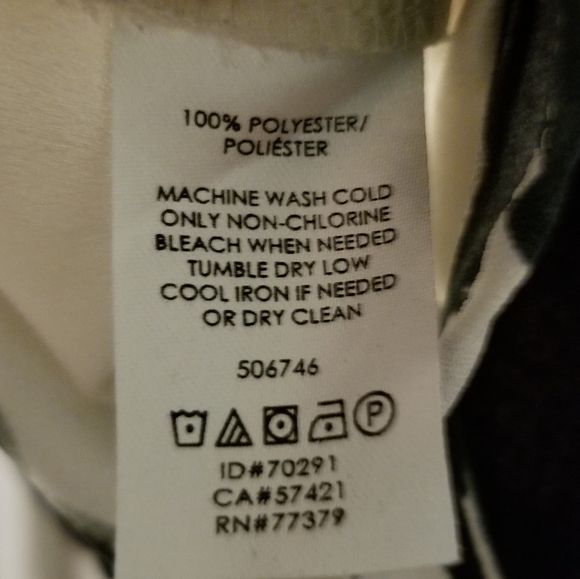 100% POLYESTER/
POLIÉSTER
MACHINE WASH COLD
ONLY NON-CHLORINE
BLEACH WHEN NEEDED
TUMBLE DRY LOW
COOL IRON IF NEEDED
OR DRY CLEAN
506746
P
ID#70291
CA#57421
RN#77379